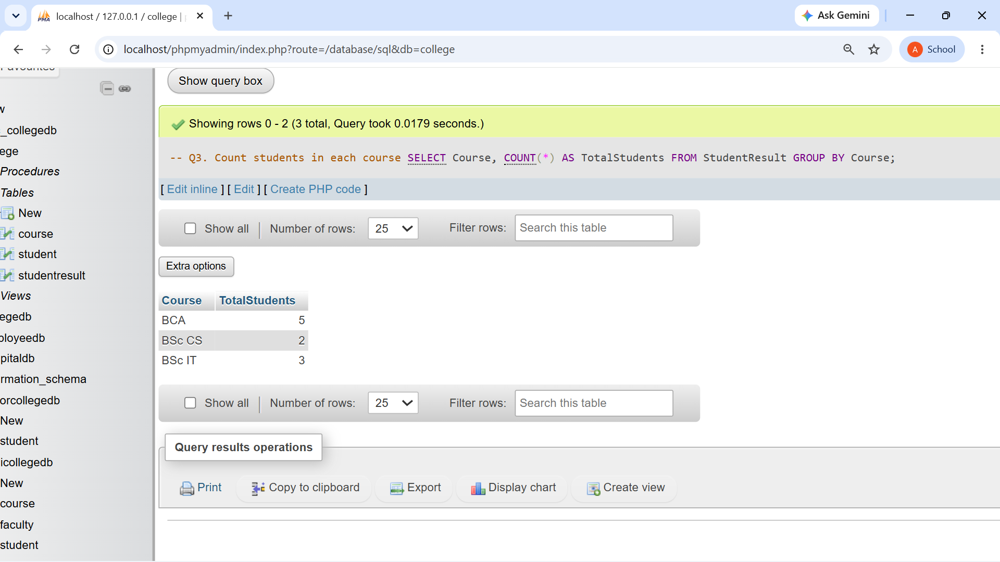 localhost / 127.0.0.1 / college |
Ask Gemini
localhost/phpmyadmin/index.php?route=/database/sql&db=college
A School
_collegedb
ege
Procedures
Tables
New
course
student
studentresult
Views
egedb
oloyeedb
pitaldb
rmation_schema
orcollegedb
New
student
icollegedb
New
course
faculty
student
Show query box
Showing rows 0 - 2 (3 total, Query took 0.0179 seconds.)
-- Q3. Count students in each course SELECT Course, COUNT(*) AS TotalStudents FROM StudentResult GROUP BY Course;
[ Edit inline ] [ Edit ] [ Create PHP code ]
Show all Number of rows: 25 Filter rows: Search this table
Extra options
Course TotalStudents
BCA 5
BSc CS 2
BSc IT 3
Show all Number of rows: 25 Filter rows: Search this table
Query results operations
Print Copy to clipboard Export Display chart Create view